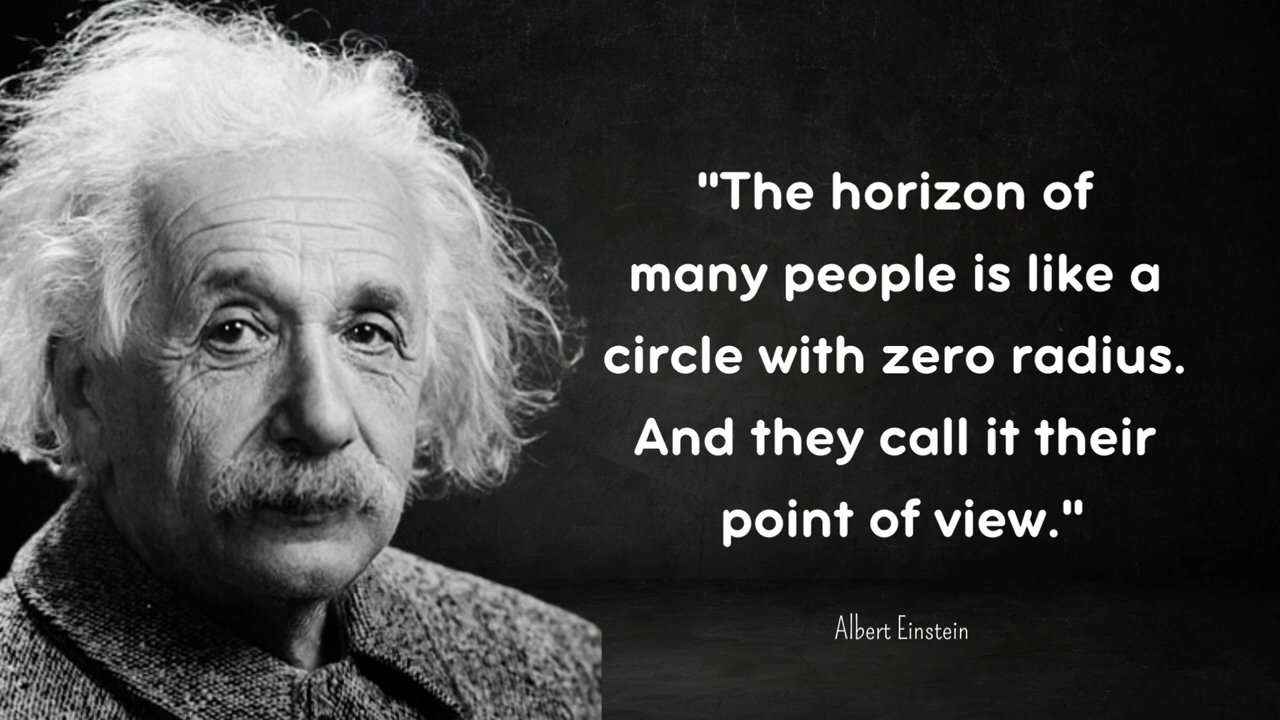 "The horizon of
many people is like a
circle with zero radius.
And they call it their
point of view."
Albert Einstein